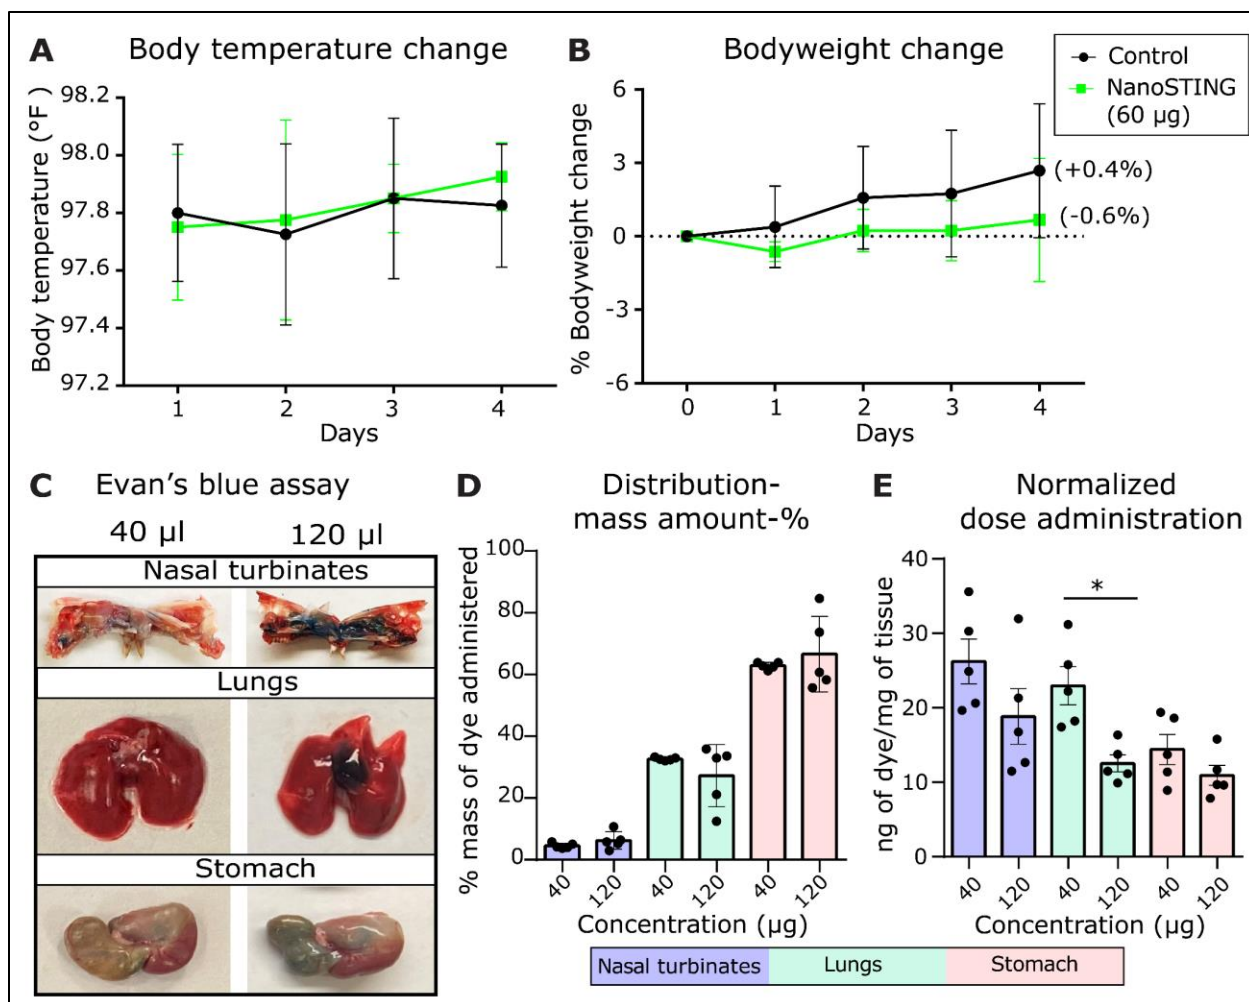 A Body temperature change
Body temperature (°F)
98.2
98.0
97.8
97.6
97.4
97.2
1 2 3 4
Days
B Bodyweight change
% Bodyweight change
6
3
0
-3
-6
0 1 2 3 4
Days
(+0.4%)
(-0.6%)
Control
NanoSTING
(60 µg)
C Evan's blue assay
40 µl 120 µl
Nasal turbinates
Lungs
Stomach
D Distribution-
mass amount-%
% mass of dye administered
100
80
60
40
20
0
40 120 40 120 40 120
Concentration (µg)
E Normalized
dose administration
ng of dye/mg of tissue
40
30
20
10
0
*
40 120 40 120 40 120
Concentration (µg)
Nasal turbinates Lungs Stomach